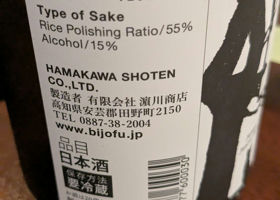 Type of Sake
Rice Polishing Ratio/55%
Alcohol/15%
HAMAKAWA SHOTEN
CO.,LTD.
製造者 有限会社 濵川商店
高知県安芸郡田野町2150
TEL 0887-38-2004
www.bijofu.jp
品目
日本酒
保存方法
要冷蔵